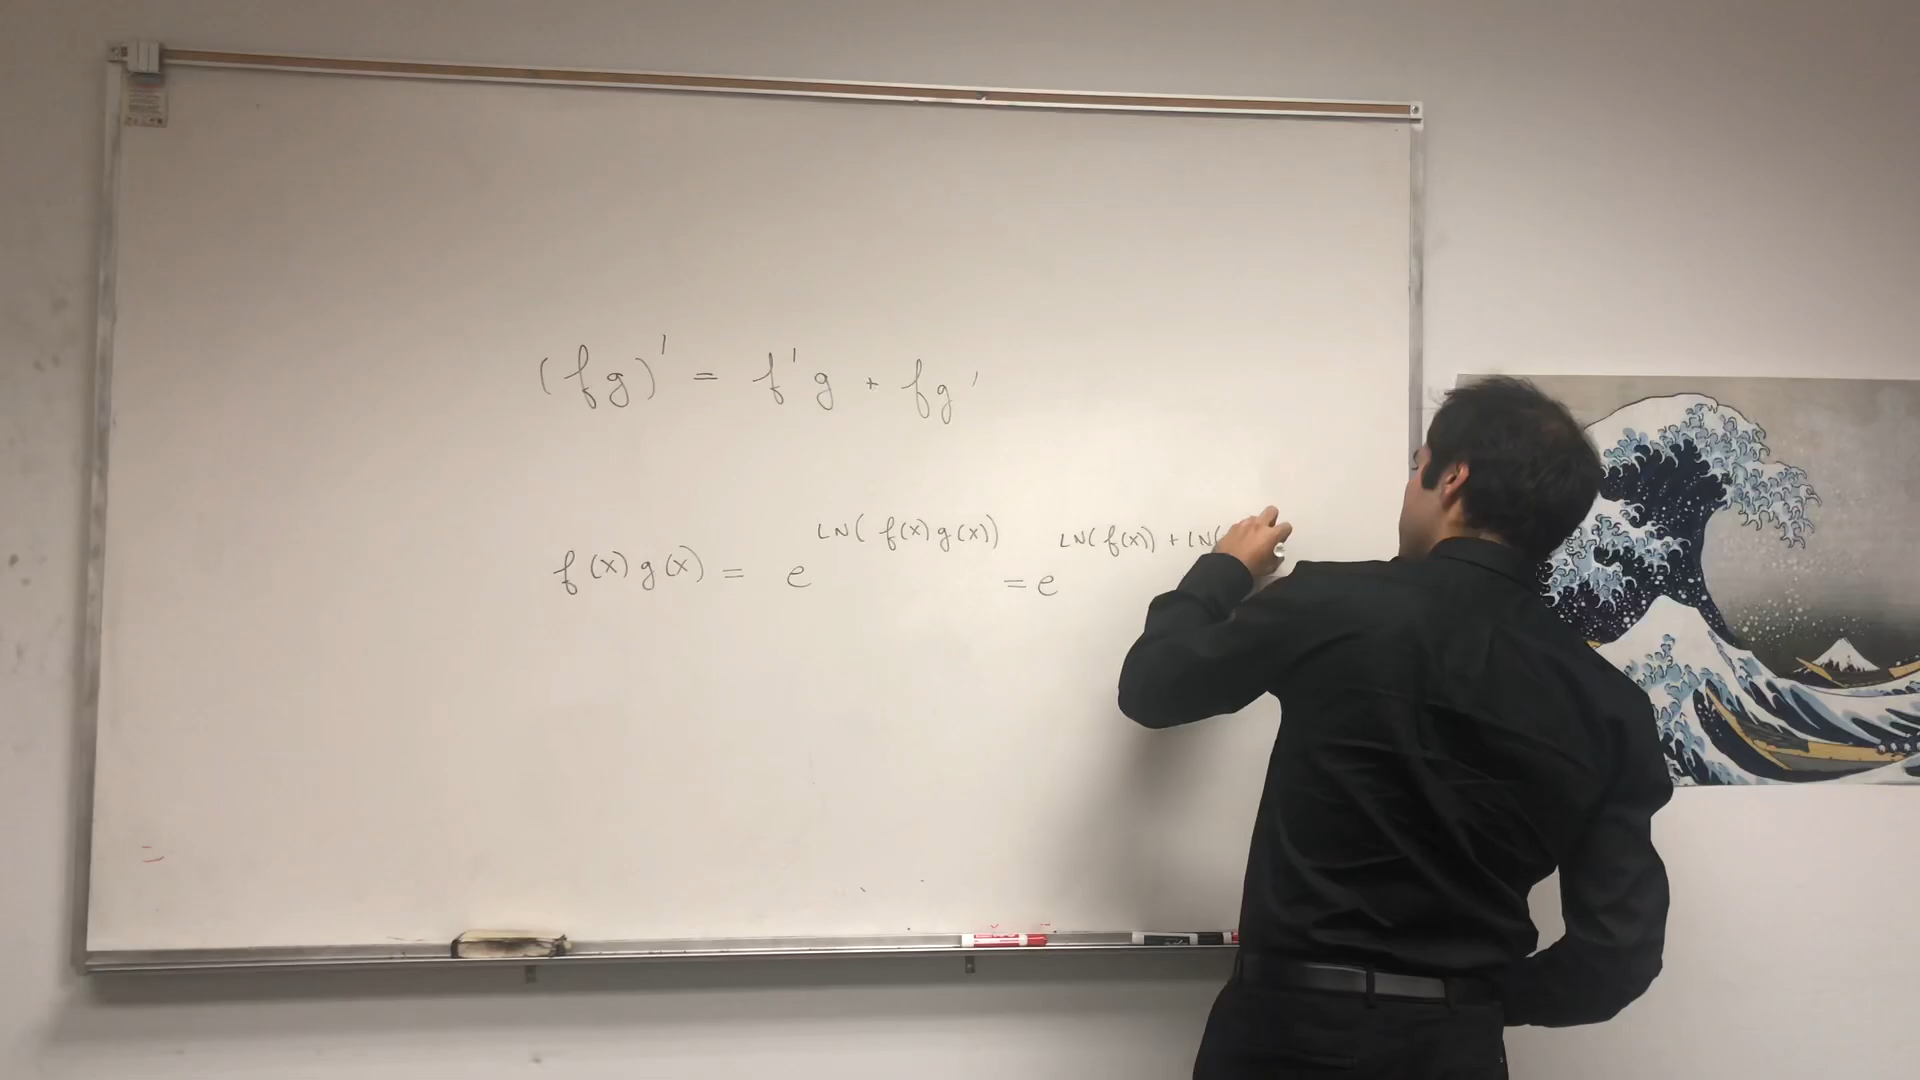 (fg)' = f'g + fg'
f(x)g(x) = e^LN(f(x)g(x)) = e^LN(f(x)) + LN(